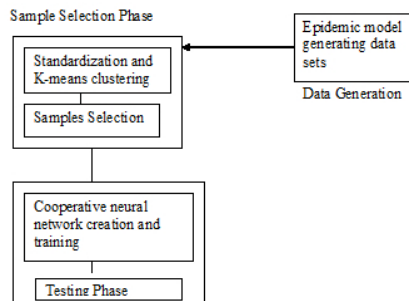 Sample Selection Phase
Standardization and
K-means clustering
Samples Selection
Epidemic model
generating data
sets
Data Generation
Cooperative neural
network creation and
training
Testing Phase